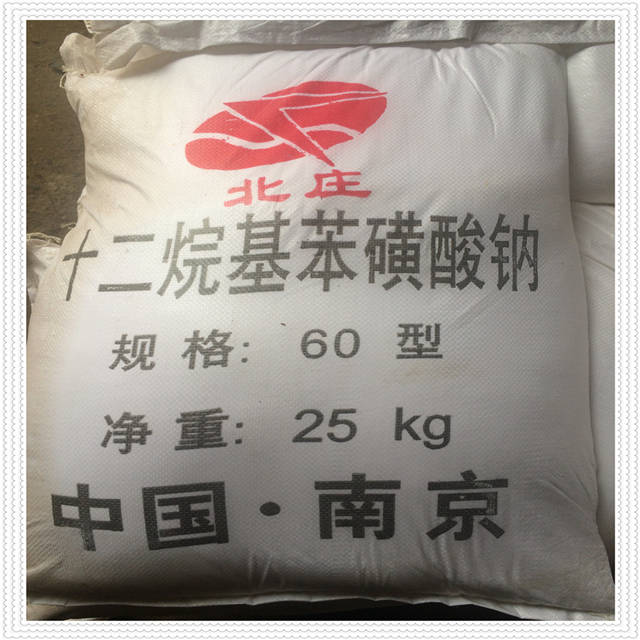 北庄
十二烷基苯磺酸钠
规格: 60 型
净重: 25 kg
中国·南京